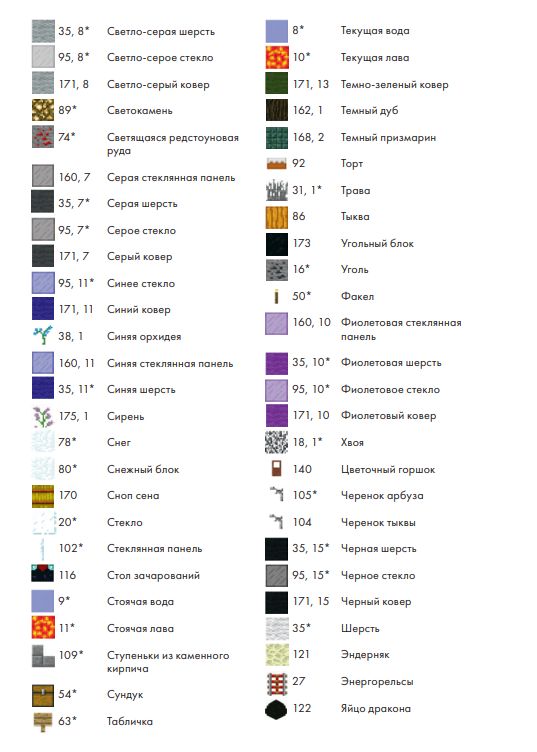 35, 8* Светло-серая шерсть
95, 8* Светло-серое стекло
171, 8 Светло-серый ковер
89* Светокамень
74* Светящаяся редстоуновая
руда
160, 7 Серая стеклянная панель
35, 7* Серая шерсть
95, 7* Серое стекло
171, 7 Серый ковер
95, 11* Синее стекло
171, 11 Синий ковер
38, 1 Синяя орхидея
160, 11 Синяя стеклянная панель
35, 11* Синяя шерсть
175, 1 Сирень
78* Снег
80* Снежный блок
170 Сноп сена
20* Стекло
102* Стеклянная панель
116 Стол зачарований
9* Стоячая вода
11* Стоячая лава
109* Ступеньки из каменного
кирпича
54* Сундук
63* Табличка
8* Текущая вода
10* Текущая лава
171, 13 Темно-зеленый ковер
162, 1 Темный дуб
168, 2 Темный призмарин
92 Торт
31, 1* Трава
86 Тыква
173 Угольный блок
16* Уголь
50* Факел
160, 10 Фиолетовая стеклянная
панель
35, 10* Фиолетовая шерсть
95, 10* Фиолетовое стекло
171, 10 Фиолетовый ковер
18, 1* Хвоя
140 Цветочный горшок
105* Черенок арбуза
104 Черенок тыквы
35, 15* Черная шерсть
95, 15* Черное стекло
171, 15 Черный ковер
35* Шерсть
121 Эндерняк
27 Энергорельсы
122 Яйцо дракона